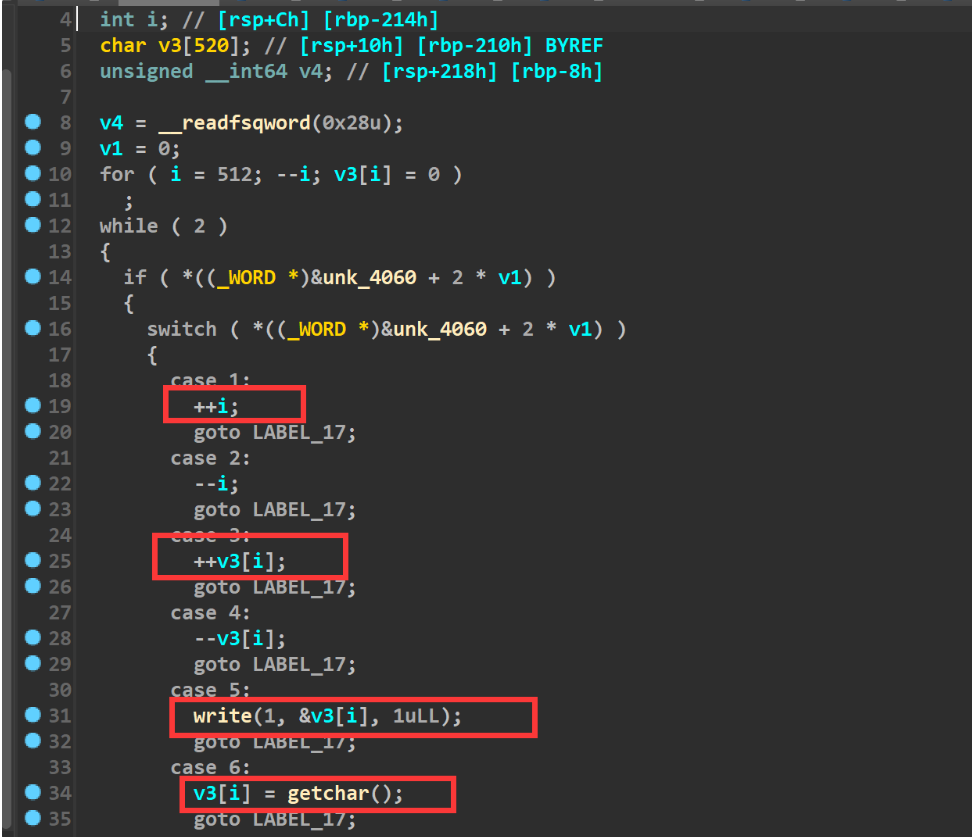 4 int i; // [rsp+Ch] [rbp-214h]
5 char v3[520]; // [rsp+10h] [rbp-210h] BYREF
6 unsigned __int64 v4; // [rsp+218h] [rbp-8h]
7
8 v4 = __readfsqword(0x28u);
9 v1 = 0;
10 for ( i = 512; --i; v3[i] = 0 )
11 ;
12 while ( 2 )
13 {
14 if ( *((_WORD *)&unk_4060 + 2 * v1) )
15 {
16 switch ( *((_WORD *)&unk_4060 + 2 * v1) )
17 {
18 case 1:
19 ++i;
20 goto LABEL_17;
21 case 2:
22 --i;
23 goto LABEL_17;
24 case 3:
25 ++v3[i];
26 goto LABEL_17;
27 case 4:
28 --v3[i];
29 goto LABEL_17;
30 case 5:
31 write(1, &v3[i], 1uLL);
32 goto LABEL_17;
33 case 6:
34 v3[i] = getchar();
35 goto LABEL_17;